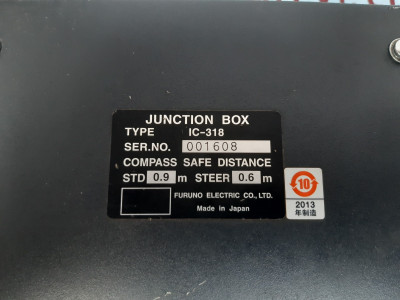 JUNCTION BOX
TYPE IC-318
SER.NO. 001608
COMPASS SAFE DISTANCE
STD 0.9 m STEER 0.6 m
FURUNO ELECTRIC CO., LTD.
Made in Japan
10
2013
年制造